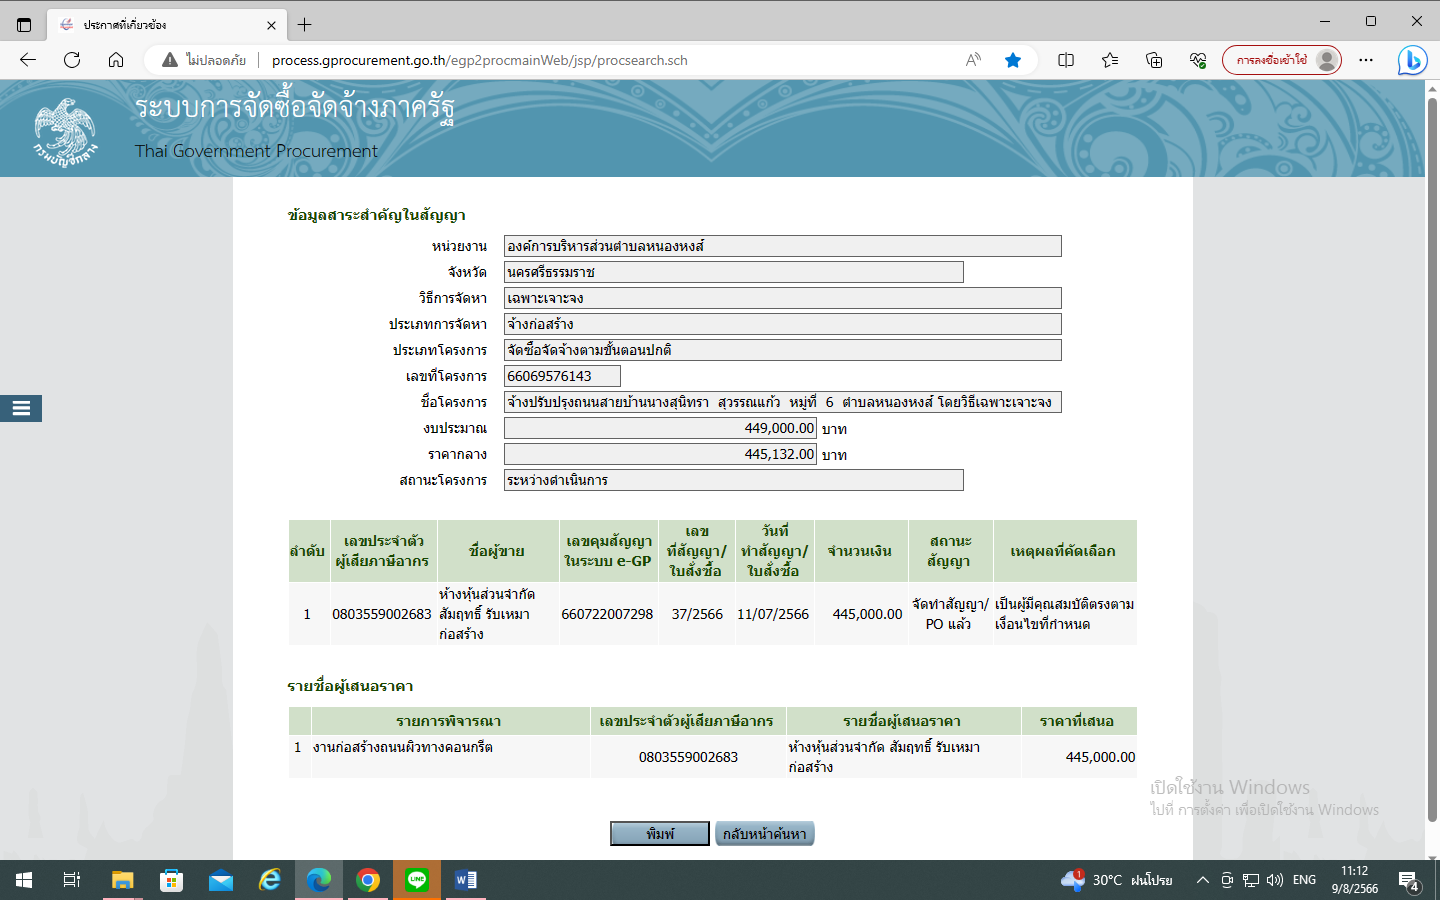 ประกาศที่เกี่ยวข้อง
ไม่ปลอดภัย
process.gprocurement.go.th/egp2procmainWeb/jsp/procsearch.sch
การลงชื่อเข้าใช้
ระบบการจัดซื้อจัดจ้างภาครัฐ
Thai Government Procurement
กรมบัญชีกลาง
ข้อมูลสาระสำคัญในสัญญา
หน่วยงาน องค์การบริหารส่วนตำบลหนองหงส์
จังหวัด นครศรีธรรมราช
วิธีการจัดหา เฉพาะเจาะจง
ประเภทการจัดหา จ้างก่อสร้าง
ประเภทโครงการ จัดซื้อจัดจ้างตามขั้นตอนปกติ
เลขที่โครงการ 66069576143
ชื่อโครงการ จ้างปรับปรุงถนนสายบ้านนางสุนิทรา สุวรรณแก้ว หมู่ที่ 6 ตำบลหนองหงส์ โดยวิธีเฉพาะเจาะจง
งบประมาณ 449,000.00 บาท
ราคากลาง 445,132.00 บาท
สถานะโครงการ ระหว่างดำเนินการ
ลำดับ
เลขประจำตัว
ผู้เสียภาษีอากร
ชื่อผู้ขาย
เลขคุมสัญญา
ในระบบ e-GP
เลข
ที่สัญญา/
ใบสั่งซื้อ
วันที่
ทำสัญญา/
ใบสั่งซื้อ
จำนวนเงิน
สถานะ
สัญญา
เหตุผลที่คัดเลือก
1
0803559002683
ห้างหุ้นส่วนจำกัด
สัมฤทธิ์ รับเหมา
ก่อสร้าง
660722007298
37/2566
11/07/2566
445,000.00
จัดทำสัญญา/
PO แล้ว
เป็นผู้มีคุณสมบัติตรงตาม
เงื่อนไขที่กำหนด
รายชื่อผู้เสนอราคา
รายการพิจารณา เลขประจำตัวผู้เสียภาษีอากร รายชื่อผู้เสนอราคา ราคาที่เสนอ
1 งานก่อสร้างถนนผิวทางคอนกรีต
0803559002683
ห้างหุ้นส่วนจำกัด สัมฤทธิ์ รับเหมา
ก่อสร้าง
445,000.00
เปิดใช้งาน Windows
ไปที่ การตั้งค่า เพื่อเปิดใช้งาน Windows
พิมพ์ กลับหน้าค้นหา
LINE
1
30°C ฝนโปรย
ENG
11:12
9/8/2566
4